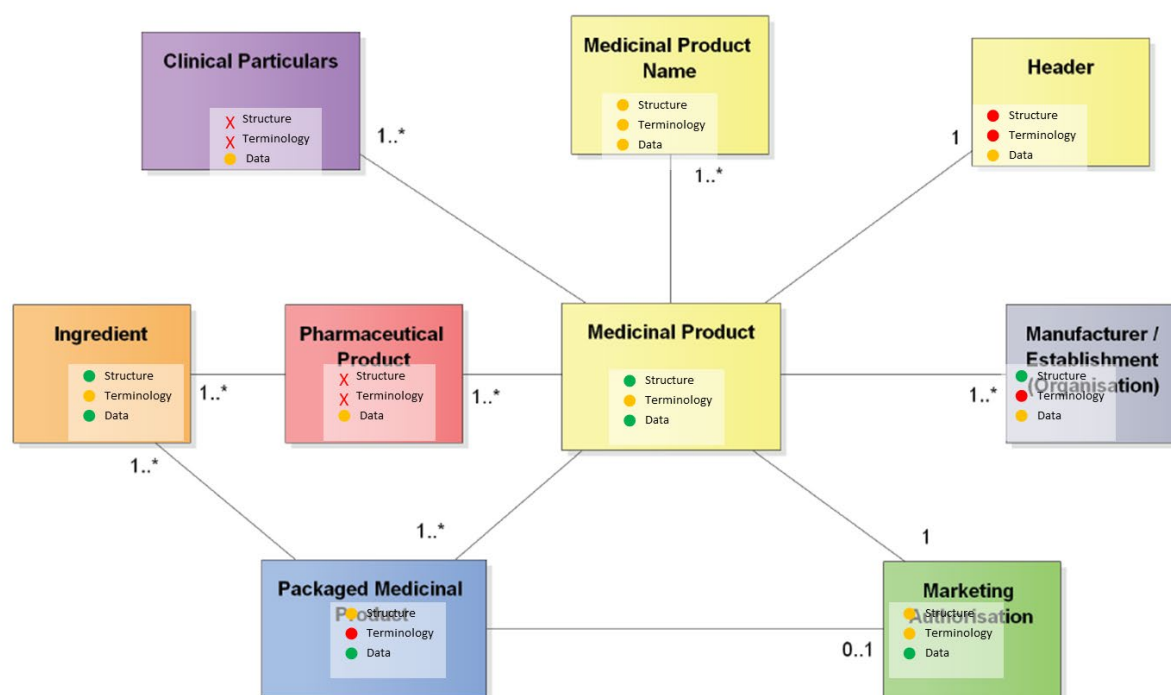 Clinical Particulars
X Structure
X Terminology
Data
1..*
Medicinal Product
Name
Structure
Terminology
Data
1..*
Header
Structure
Terminology
Data
1
Ingredient
Structure
Terminology
Data
1..*
1..*
Pharmaceutical
Product
X Structure
X Terminology
Data
1..*
Medicinal Product
Structure
Terminology
Data
1..*
Manufacturer /
Establishment
(Organisation)
Structure
Terminology
Data
1..*
1
Packaged Medicinal
Product
Structure
Terminology
Data
0..1
Marketing
Authorisation
Structure
Terminology
Data